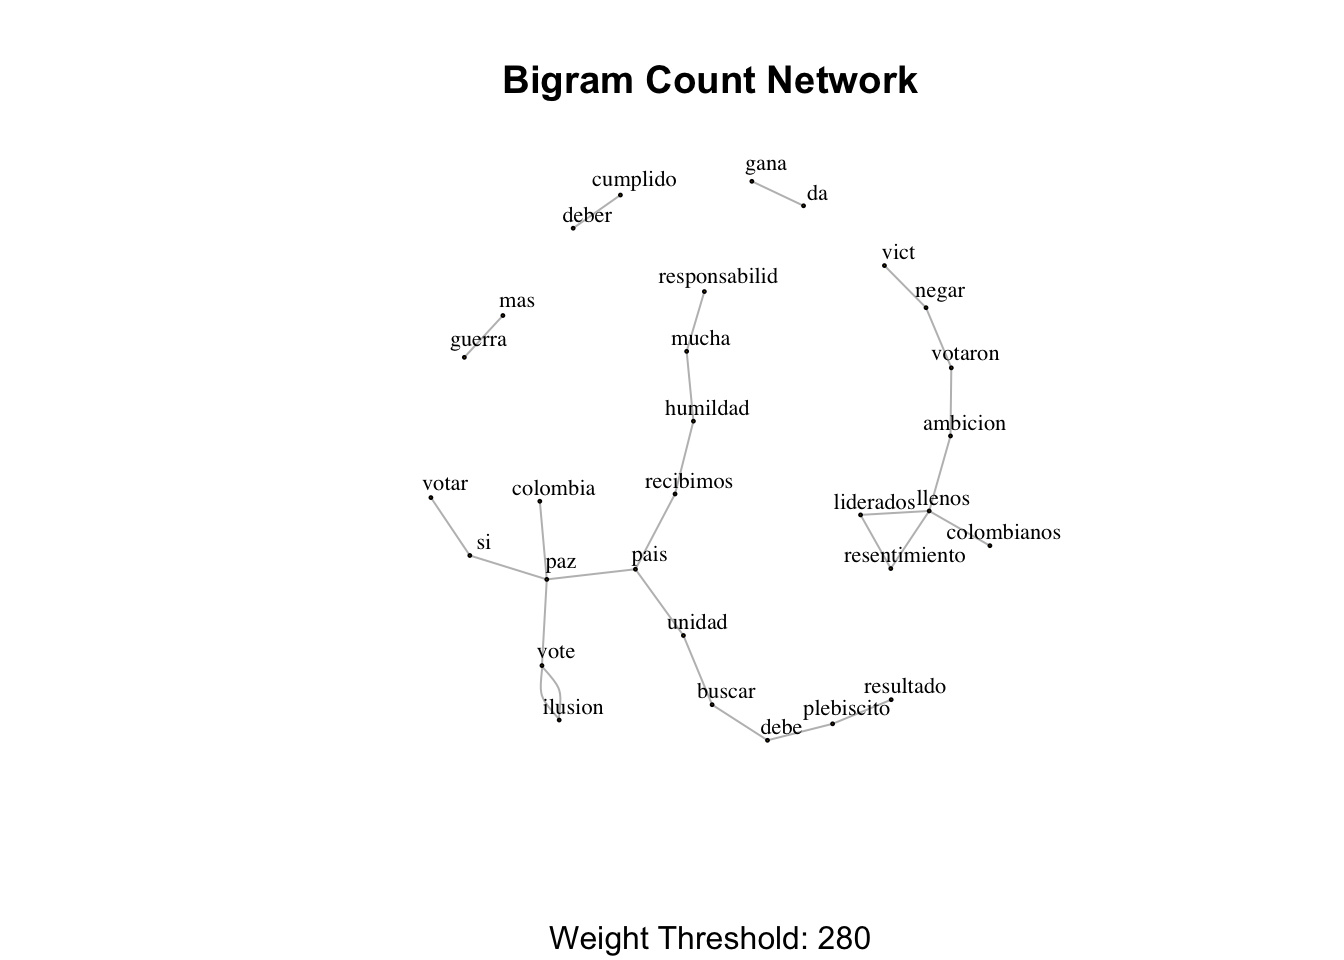 Bigram Count Network
gana
cumplido
da
deber
vict
responsabilid
negar
mas
mucha
guerra
votaron
humildad
ambicion
recibimos
votar
colombia
liderados
llenos
colombianos
si
pais
resentimiento
paz
unidad
vote
resultado
buscar
ilusion
plebiscito
debe
Weight Threshold: 280